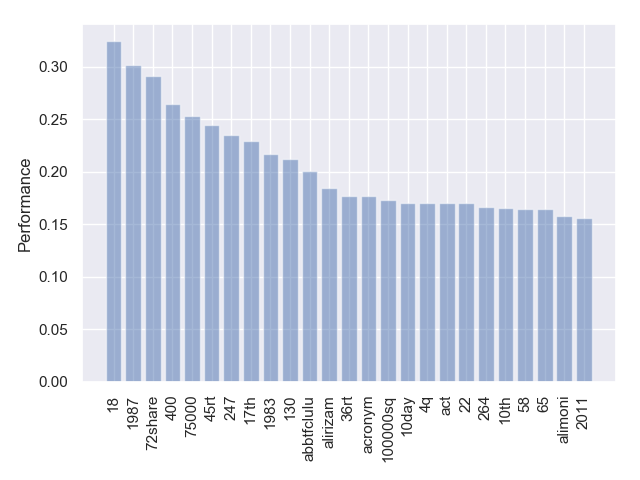 0.30
0.25
0.20
0.15
0.10
0.05
0.00
Performance
18
1987
72share
400
75000
45rt
247
17th
1983
130
abbtfclulu
alirizam
36rt
acronym
100000sq
10day
4q
act
22
264
10th
58
65
alimoni
2011